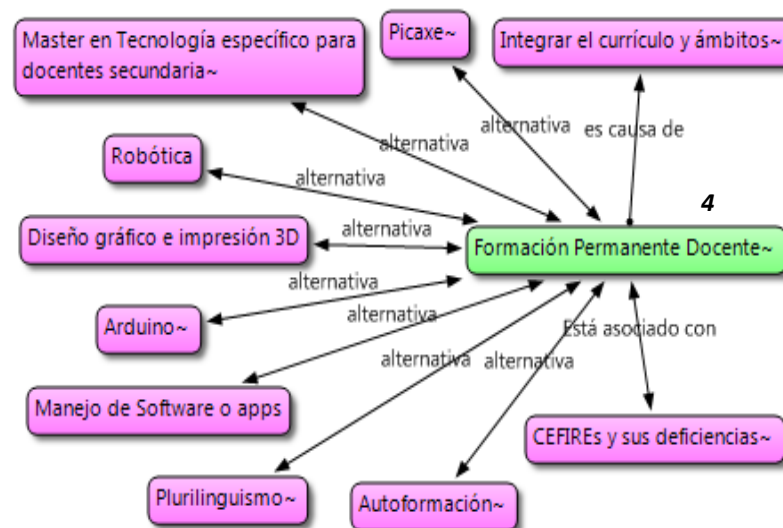 Master en Tecnología específico para
docentes secundaria~
Picaxe~
Integrar el currículo y ámbitos~
alternativa
alternativa
es causa de
Robótica
alternativa
4
Diseño gráfico e impresión 3D
alternativa
Formación Permanente Docente~
alternativa
Arduino~
alternativa
Está asociado con
alternativa
alternativa
Manejo de Software o apps
CEFIREs y sus deficiencias~
Plurilinguismo~
Autoformación~